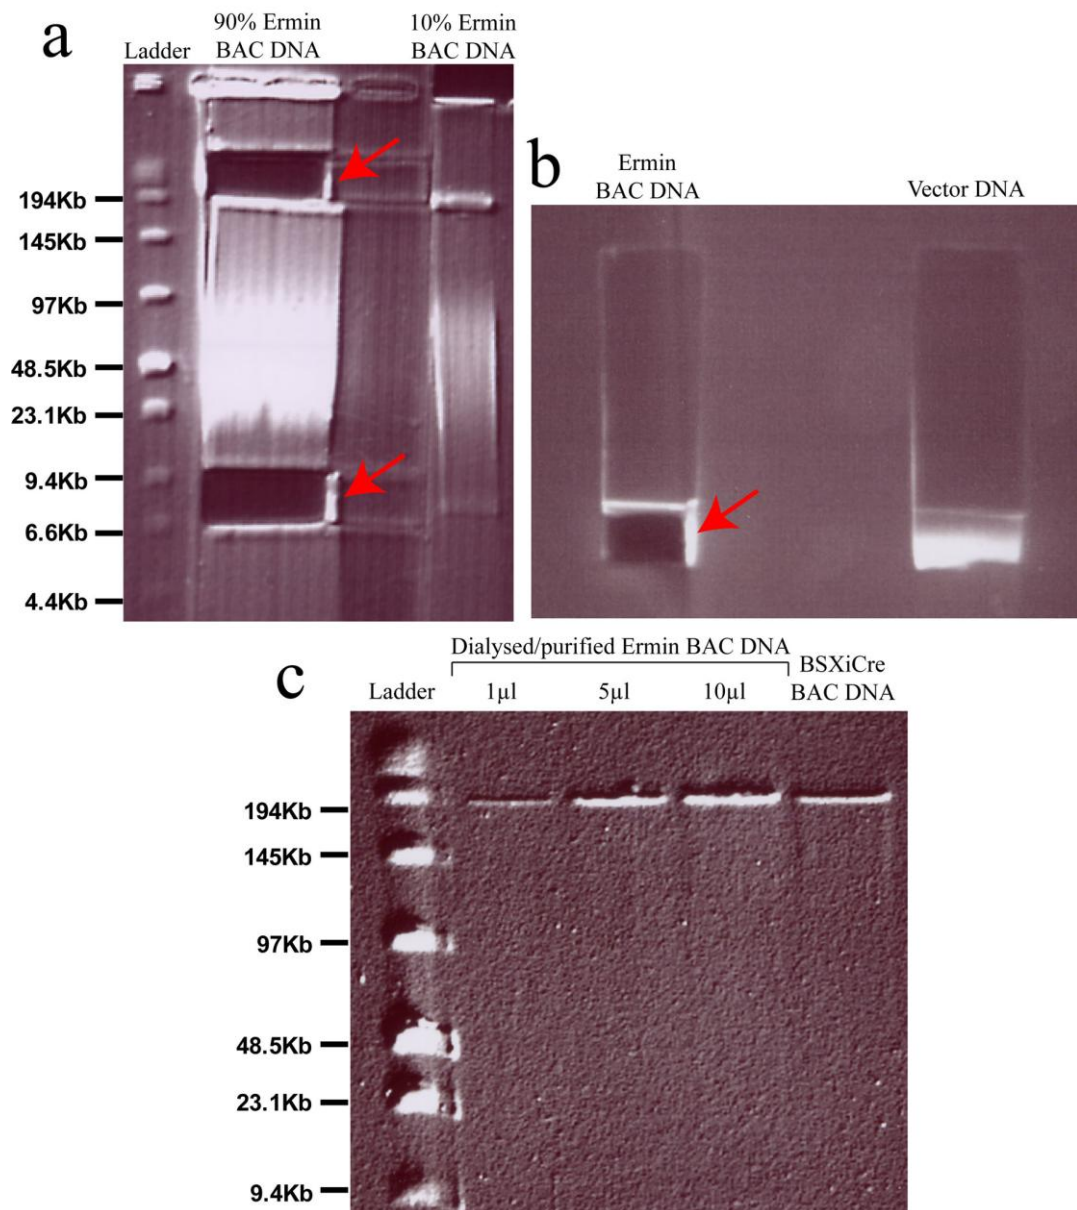 a
Ladder
90% Ermin
BAC DNA
10% Ermin
BAC DNA
194Kb
145Kb
97Kb
48.5Kb
23.1Kb
9.4Kb
6.6Kb
4.4Kb
b
Ermin
BAC DNA
Vector DNA
c
Dialysed/purified Ermin BAC DNA
Ladder
1µl
5µl
10µl
BSXiCre
BAC DNA
194Kb
145Kb
97Kb
48.5Kb
23.1Kb
9.4Kb